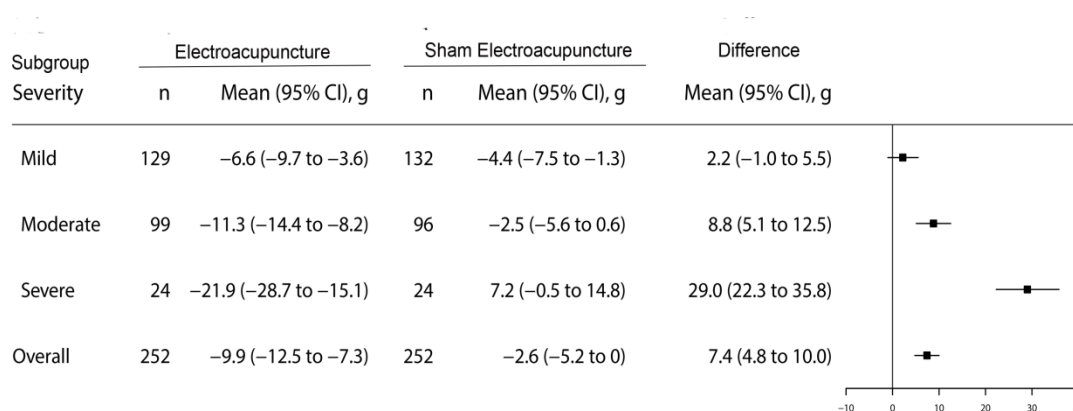 Subgroup Electroacupuncture Sham Electroacupuncture Difference
Severity n Mean (95% CI), g n Mean (95% CI), g Mean (95% CI), g
Mild 129 −6.6 (−9.7 to −3.6) 132 −4.4 (−7.5 to −1.3) 2.2 (−1.0 to 5.5)
Moderate 99 −11.3 (−14.4 to −8.2) 96 −2.5 (−5.6 to 0.6) 8.8 (5.1 to 12.5)
Severe 24 −21.9 (−28.7 to −15.1) 24 7.2 (−0.5 to 14.8) 29.0 (22.3 to 35.8)
Overall 252 −9.9 (−12.5 to −7.3) 252 −2.6 (−5.2 to 0) 7.4 (4.8 to 10.0)
−10 0 10 20 30